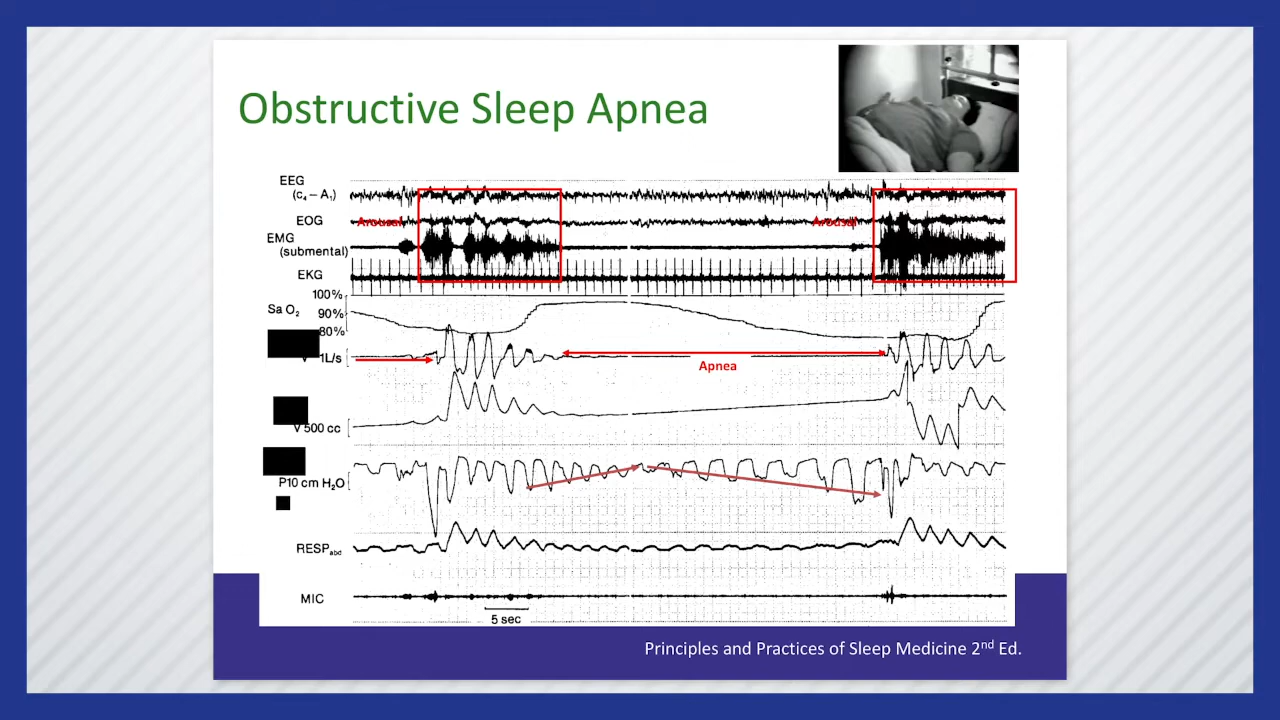 Obstructive Sleep Apnea
EEG
(c₄ – A₁)
EOG
Arousal
Arousal
EMG
(submental)
EKG
100%
Sa O₂
90%
80%
V 1L/s
Apnea
V 500 cc
P10 cm H₂O
RESPabd
MIC
5 sec
Principles and Practices of Sleep Medicine 2nd Ed.